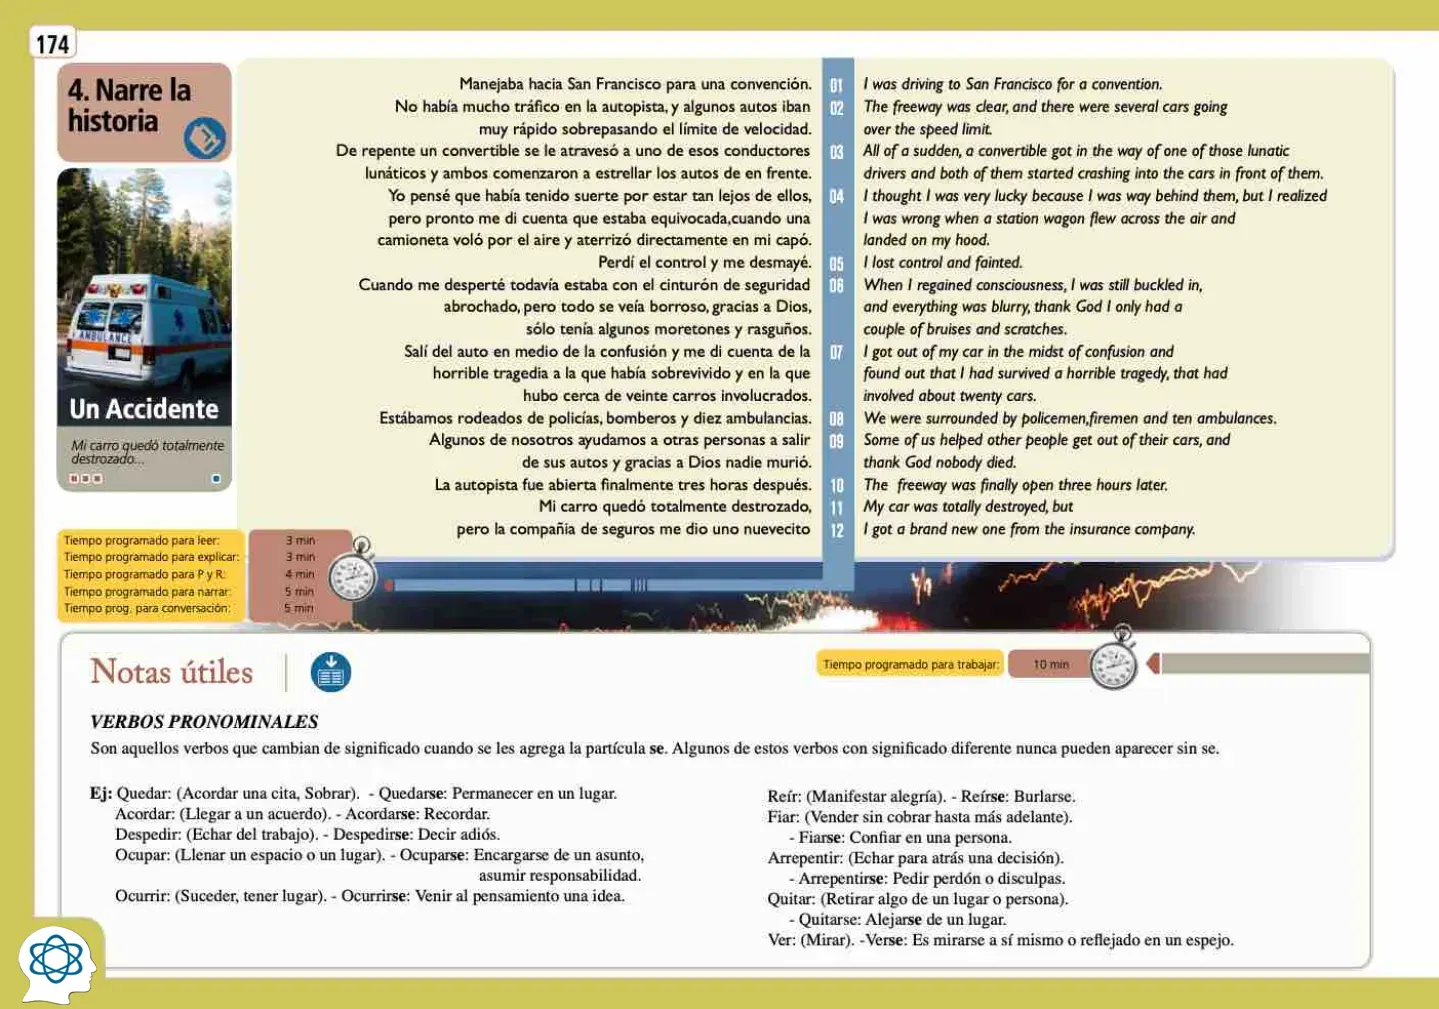 174
4. Narre la
historia
AMBULANCE
Un Accidente
Mi carro quedó totalmente
destrozado...
Manejaba hacia San Francisco para una convención.
No había mucho tráfico en la autopista, y algunos autos iban
muy rápido sobrepasando el límite de velocidad.
De repente un convertible se le atravesó a uno de esos conductores
lunáticos y ambos comenzaron a estrellar los autos de en frente.
Yo pensé que había tenido suerte por estar tan lejos de ellos,
pero pronto me di cuenta que estaba equivocada,cuando una
camioneta voló por el aire y aterrizó directamente en mi capó.
Perdí el control y me desmayé.
Cuando me desperté todavía estaba con el cinturón de seguridad
abrochado, pero todo se veía borroso, gracias a Dios,
sólo tenía algunos moretones y rasguños.
Salí del auto en medio de la confusión y me di cuenta de la
horrible tragedia a la que había sobrevivido y en la que
hubo cerca de veinte carros involucrados.
Estábamos rodeados de policías, bomberos y diez ambulancias.
Algunos de nosotros ayudamos a otras personas a salir
de sus autos y gracias a Dios nadie murió.
La autopista fue abierta finalmente tres horas después.
Mi carro quedó totalmente destrozado,
pero la compañia de seguros me dio uno nuevecito
01
02
03
04
05
06
07
08
09
10
11
12
I was driving to San Francisco for a convention.
The freeway was clear, and there were several cars going
over the speed limit.
All of a sudden, a convertible got in the way of one of those lunatic
drivers and both of them started crashing into the cars in front of them.
I thought I was very lucky because I was way behind them, but I realized
I was wrong when a station wagon flew across the air and
landed on my hood.
I lost control and fainted.
When I regained consciousness, I was still buckled in,
and everything was blurry, thank God I only had a
couple of bruises and scratches.
I got out of my car in the midst of confusion and
found out that I had survived a horrible tragedy, that had
involved about twenty cars.
We were surrounded by policemen,firemen and ten ambulances.
Some of us helped other people get out of their cars, and
thank God nobody died.
The freeway was finally open three hours later.
My car was totally destroyed, but
I got a brand new one from the insurance company.
Tiempo programado para leer: 3 min
Tiempo programado para explicar: 3 min
Tiempo programado para P y R: 4 min
Tiempo programado para narrar: 5 min
Tiempo prog. para conversación: 5 min
Notas útiles
Tiempo programado para trabajar: 10 min
VERBOS PRONOMINALES
Son aquellos verbos que cambian de significado cuando se les agrega la partícula se. Algunos de estos verbos con significado diferente nunca pueden aparecer sin se.
Ej: Quedar: (Acordar una cita, Sobrar). - Quedarse: Permanecer en un lugar.
Acordar: (Llegar a un acuerdo). - Acordarse: Recordar.
Despedir: (Echar del trabajo). - Despedirse: Decir adiós.
Ocupar: (Llenar un espacio o un lugar). - Ocuparse: Encargarse de un asunto,
asumir responsabilidad.
Ocurrir: (Suceder, tener lugar). - Ocurrirse: Venir al pensamiento una idea.
Reír: (Manifestar alegría). - Reírse: Burlarse.
Fiar: (Vender sin cobrar hasta más adelante).
- Fiarse: Confiar en una persona.
Arrepentir: (Echar para atrás una decisión).
- Arrepentirse: Pedir perdón o disculpas.
Quitar: (Retirar algo de un lugar o persona).
- Quitarse: Alejarse de un lugar.
Ver: (Mirar). -Verse: Es mirarse a sí mismo o reflejado en un espejo.